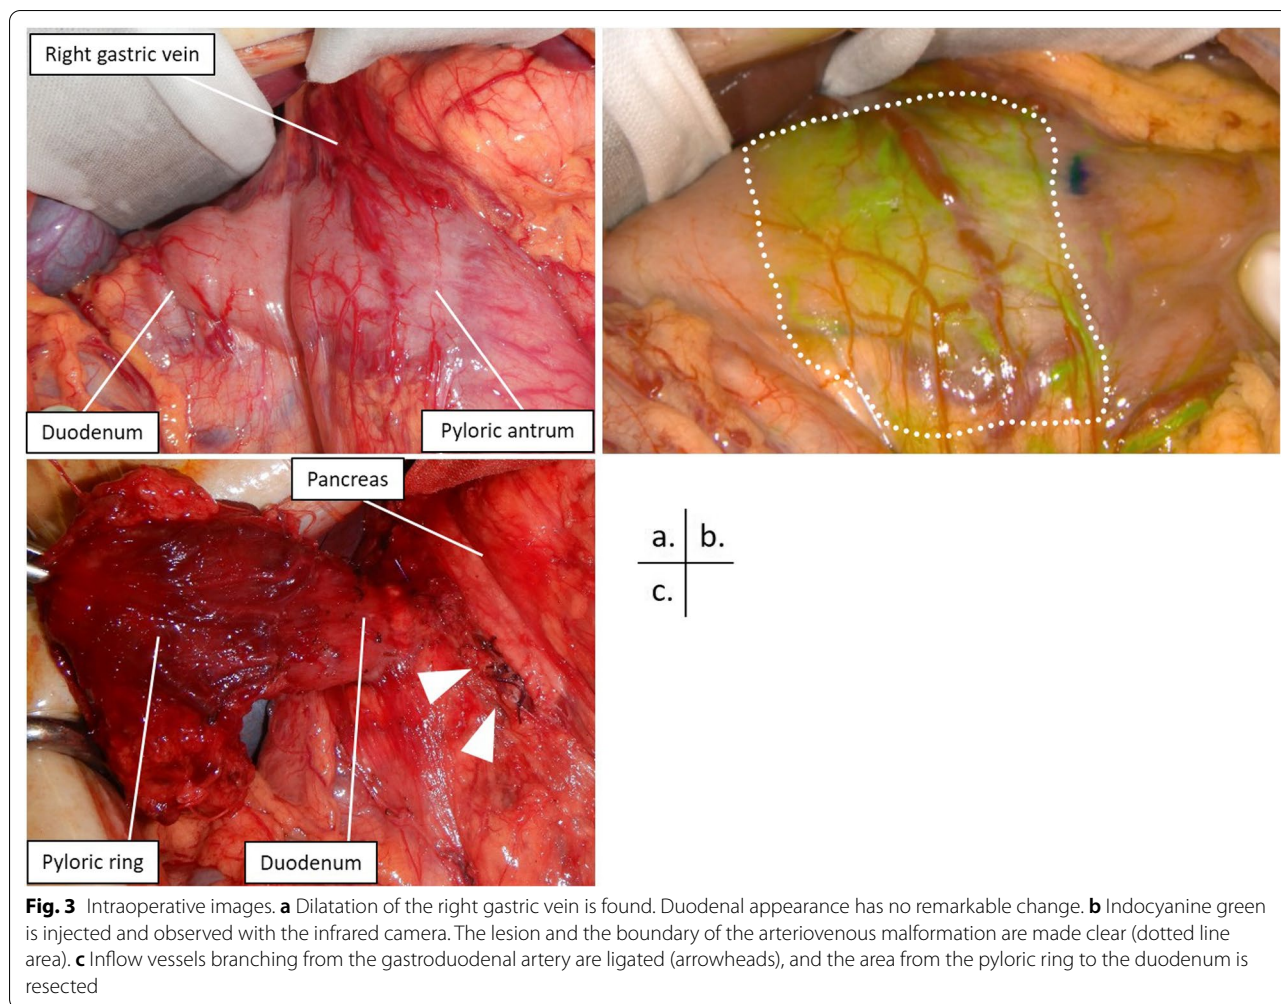 Right gastric vein
Duodenum
Pyloric antrum
Pancreas
a. b.
c.
Pyloric ring
Duodenum
Fig. 3 Intraoperative images. a Dilatation of the right gastric vein is found. Duodenal appearance has no remarkable change. b Indocyanine green
is injected and observed with the infrared camera. The lesion and the boundary of the arteriovenous malformation are made clear (dotted line
area). c Inflow vessels branching from the gastroduodenal artery are ligated (arrowheads), and the area from the pyloric ring to the duodenum is
resected